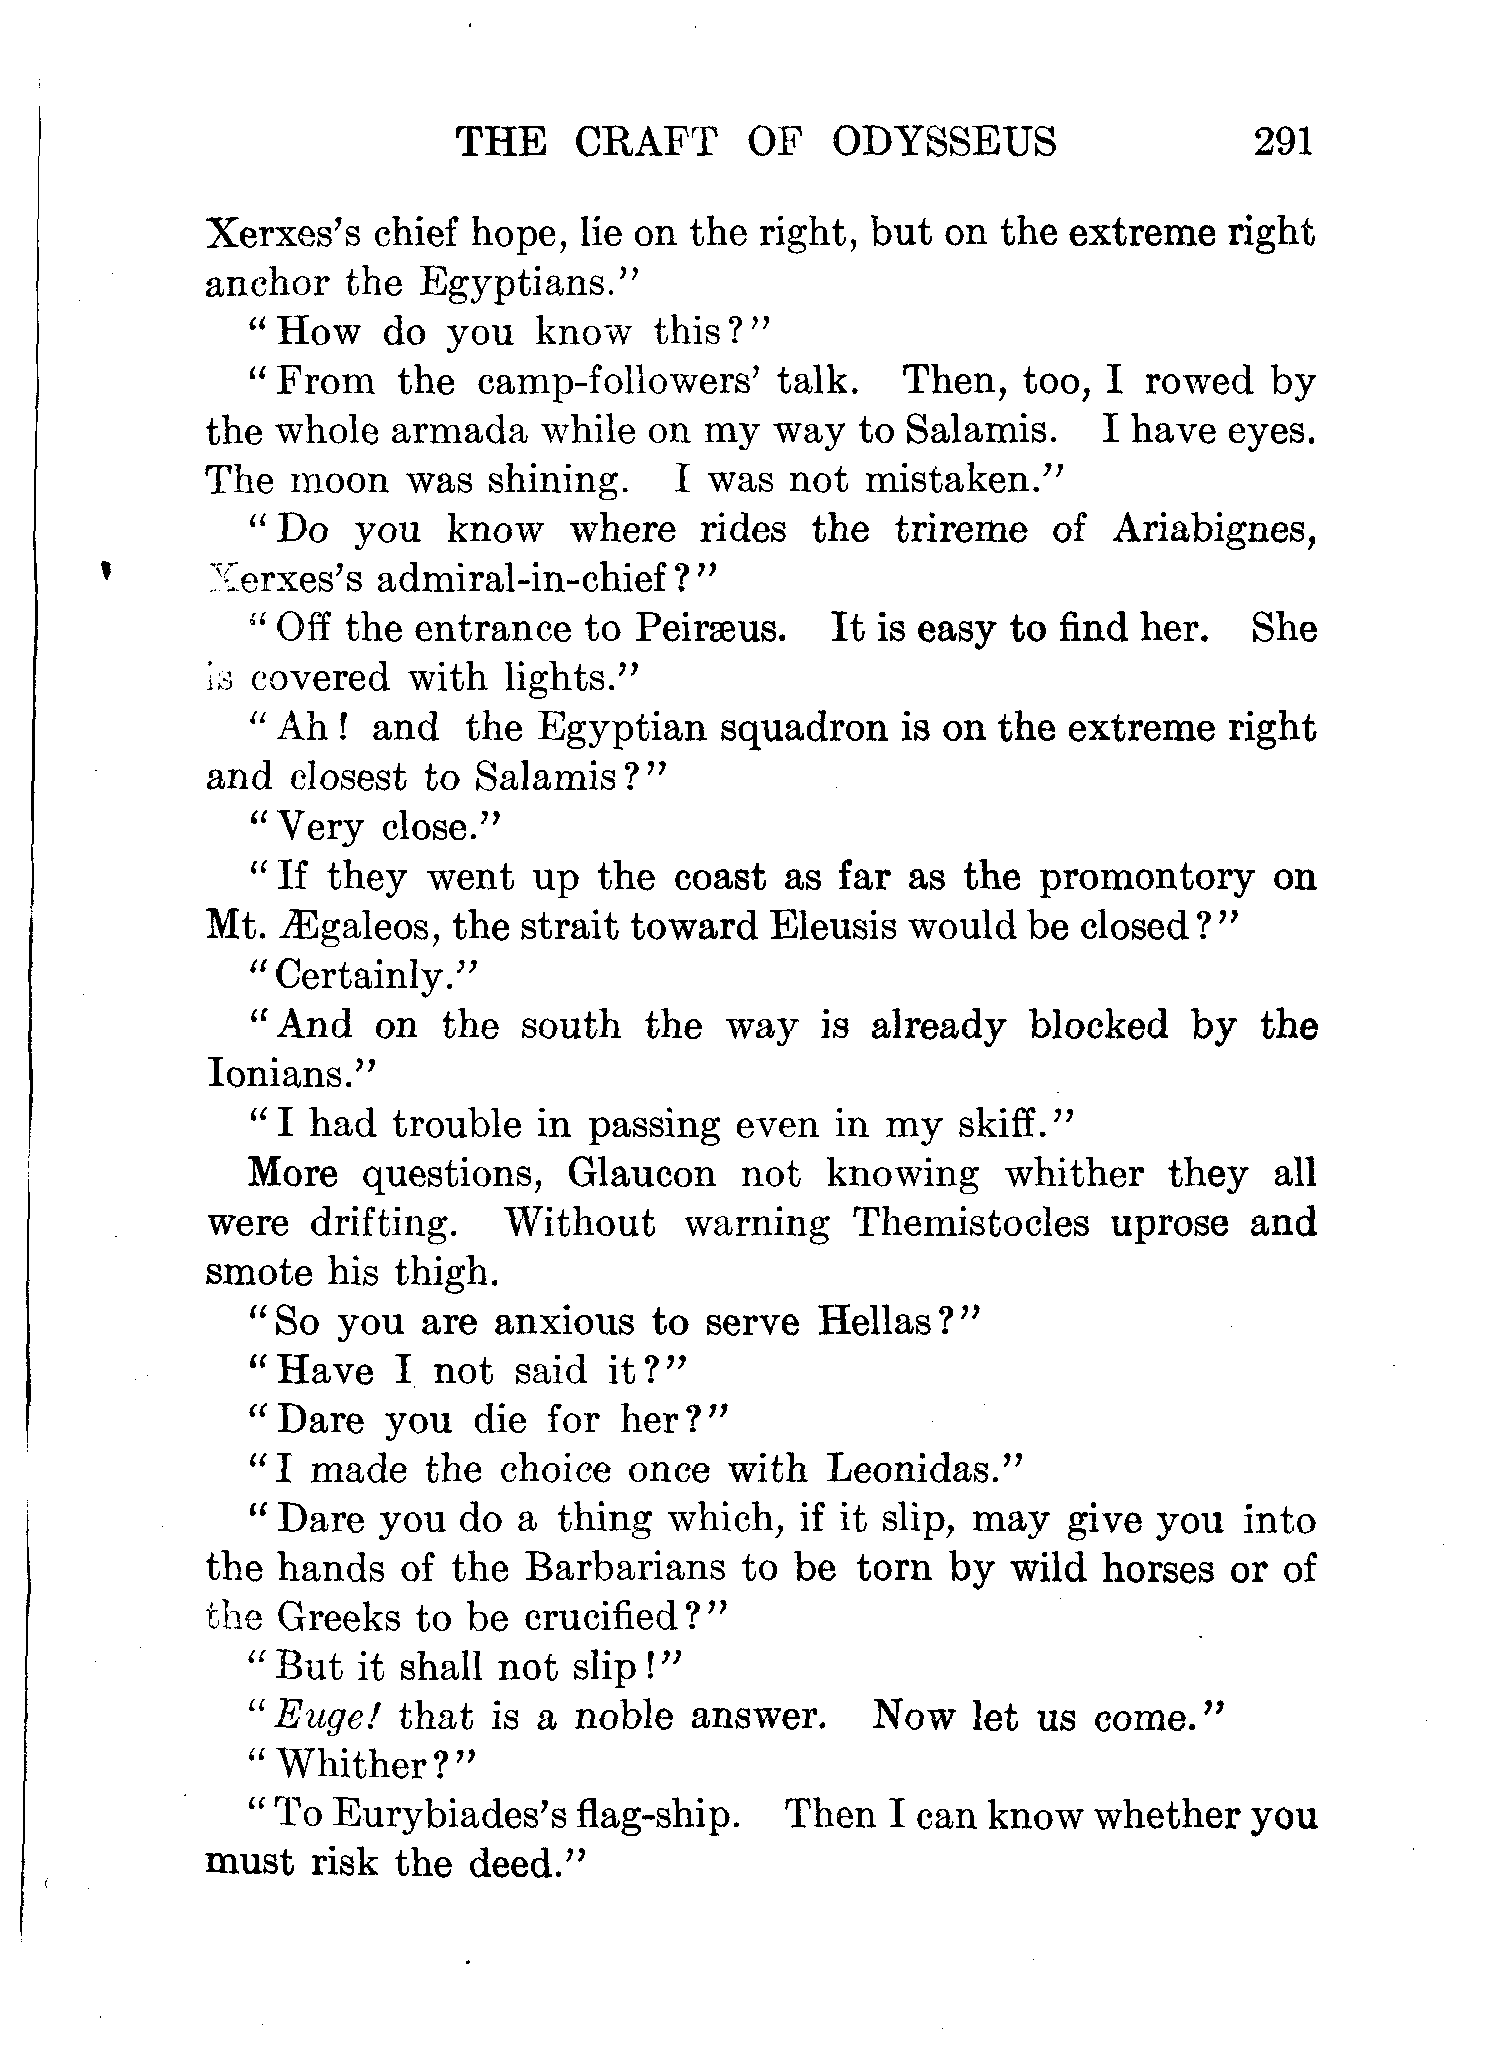 THE CRAFT OF ODYSSEUS 291
Xerxes's chief hope, lie on the right, but on the extreme right
anchor the Egyptians."
"How do you know this?"
"From the camp-followers' talk. Then, too, I rowed by
the whole armada while on my way to Salamis. I have eyes.
The moon was shining. I was not mistaken."
"Do you know where rides the trireme of Ariabignes,
Xerxes's admiral-in-chief?"
"Off the entrance to Peiræus. It is easy to find her. She
is covered with lights."
"Ah! and the Egyptian squadron is on the extreme right
and closest to Salamis?"
"Very close."
"If they went up the coast as far as the promontory on
Mt. Ægaleos, the strait toward Eleusis would be closed?"
"Certainly."
"And on the south the way is already blocked by the
Ionians."
"I had trouble in passing even in my skiff."
More questions, Glaucon not knowing whither they all
were drifting. Without warning Themistocles uprose and
smote his thigh.
"So you are anxious to serve Hellas?"
"Have I not said it?"
"Dare you die for her?"
"I made the choice once with Leonidas."
"Dare you do a thing which, if it slip, may give you into
the hands of the Barbarians to be torn by wild horses or of
the Greeks to be crucified?"
"But it shall not slip!"
"Euge! that is a noble answer. Now let us come."
"Whither?"
"To Eurybiades's flag-ship. Then I can know whether you
must risk the deed."